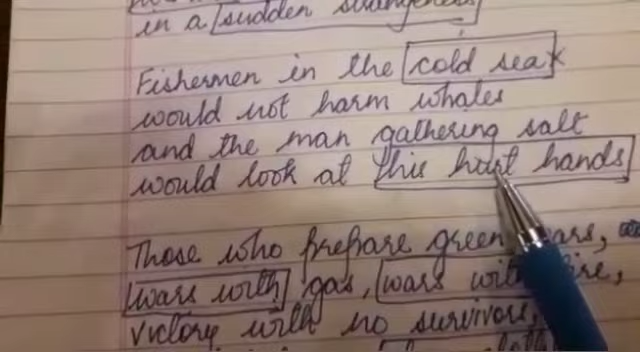 in a sudden strangeness
Fishermen in the cold sea
would not harm whales
and the man gathering salt
would look at this hurt hands
Those who prepare green wars,
wars with gas, wars with fire,
victory with no survivors,